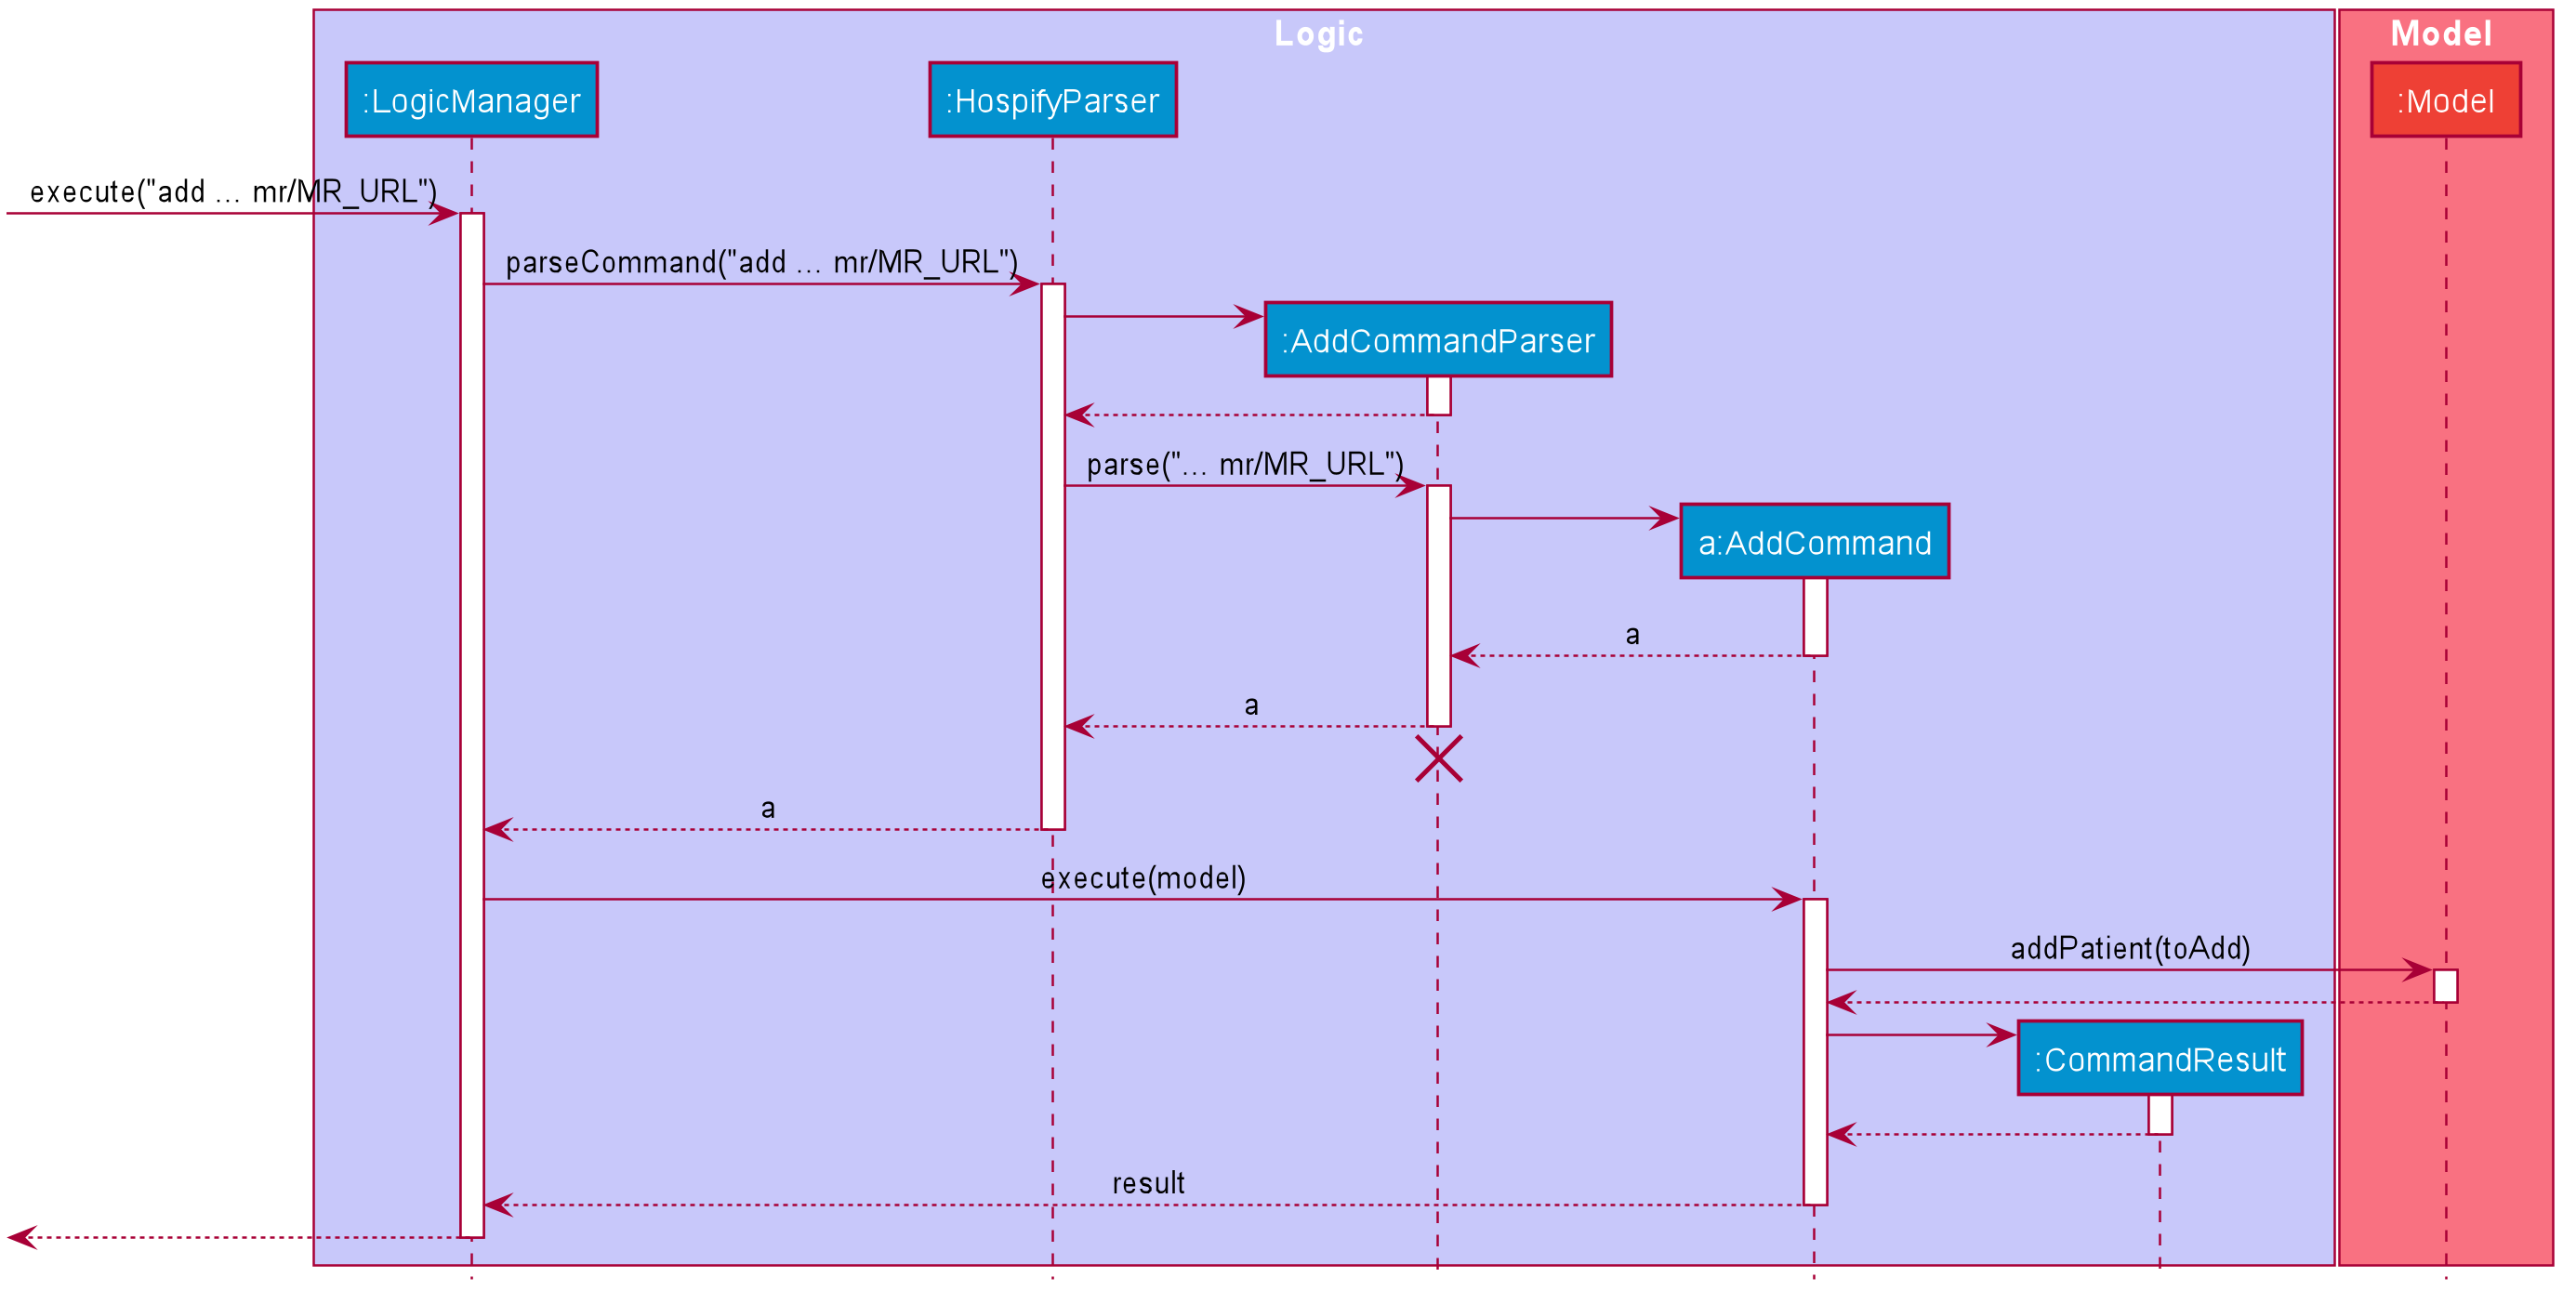 Logic
Model
:LogicManager
:HospifyParser
:Model
execute("add ... mr/MR_URL")
parseCommand("add ... mr/MR_URL")
:AddCommandParser
parse("... mr/MR_URL")
a:AddCommand
a
a
a
execute(model)
addPatient(toAdd)
:CommandResult
result